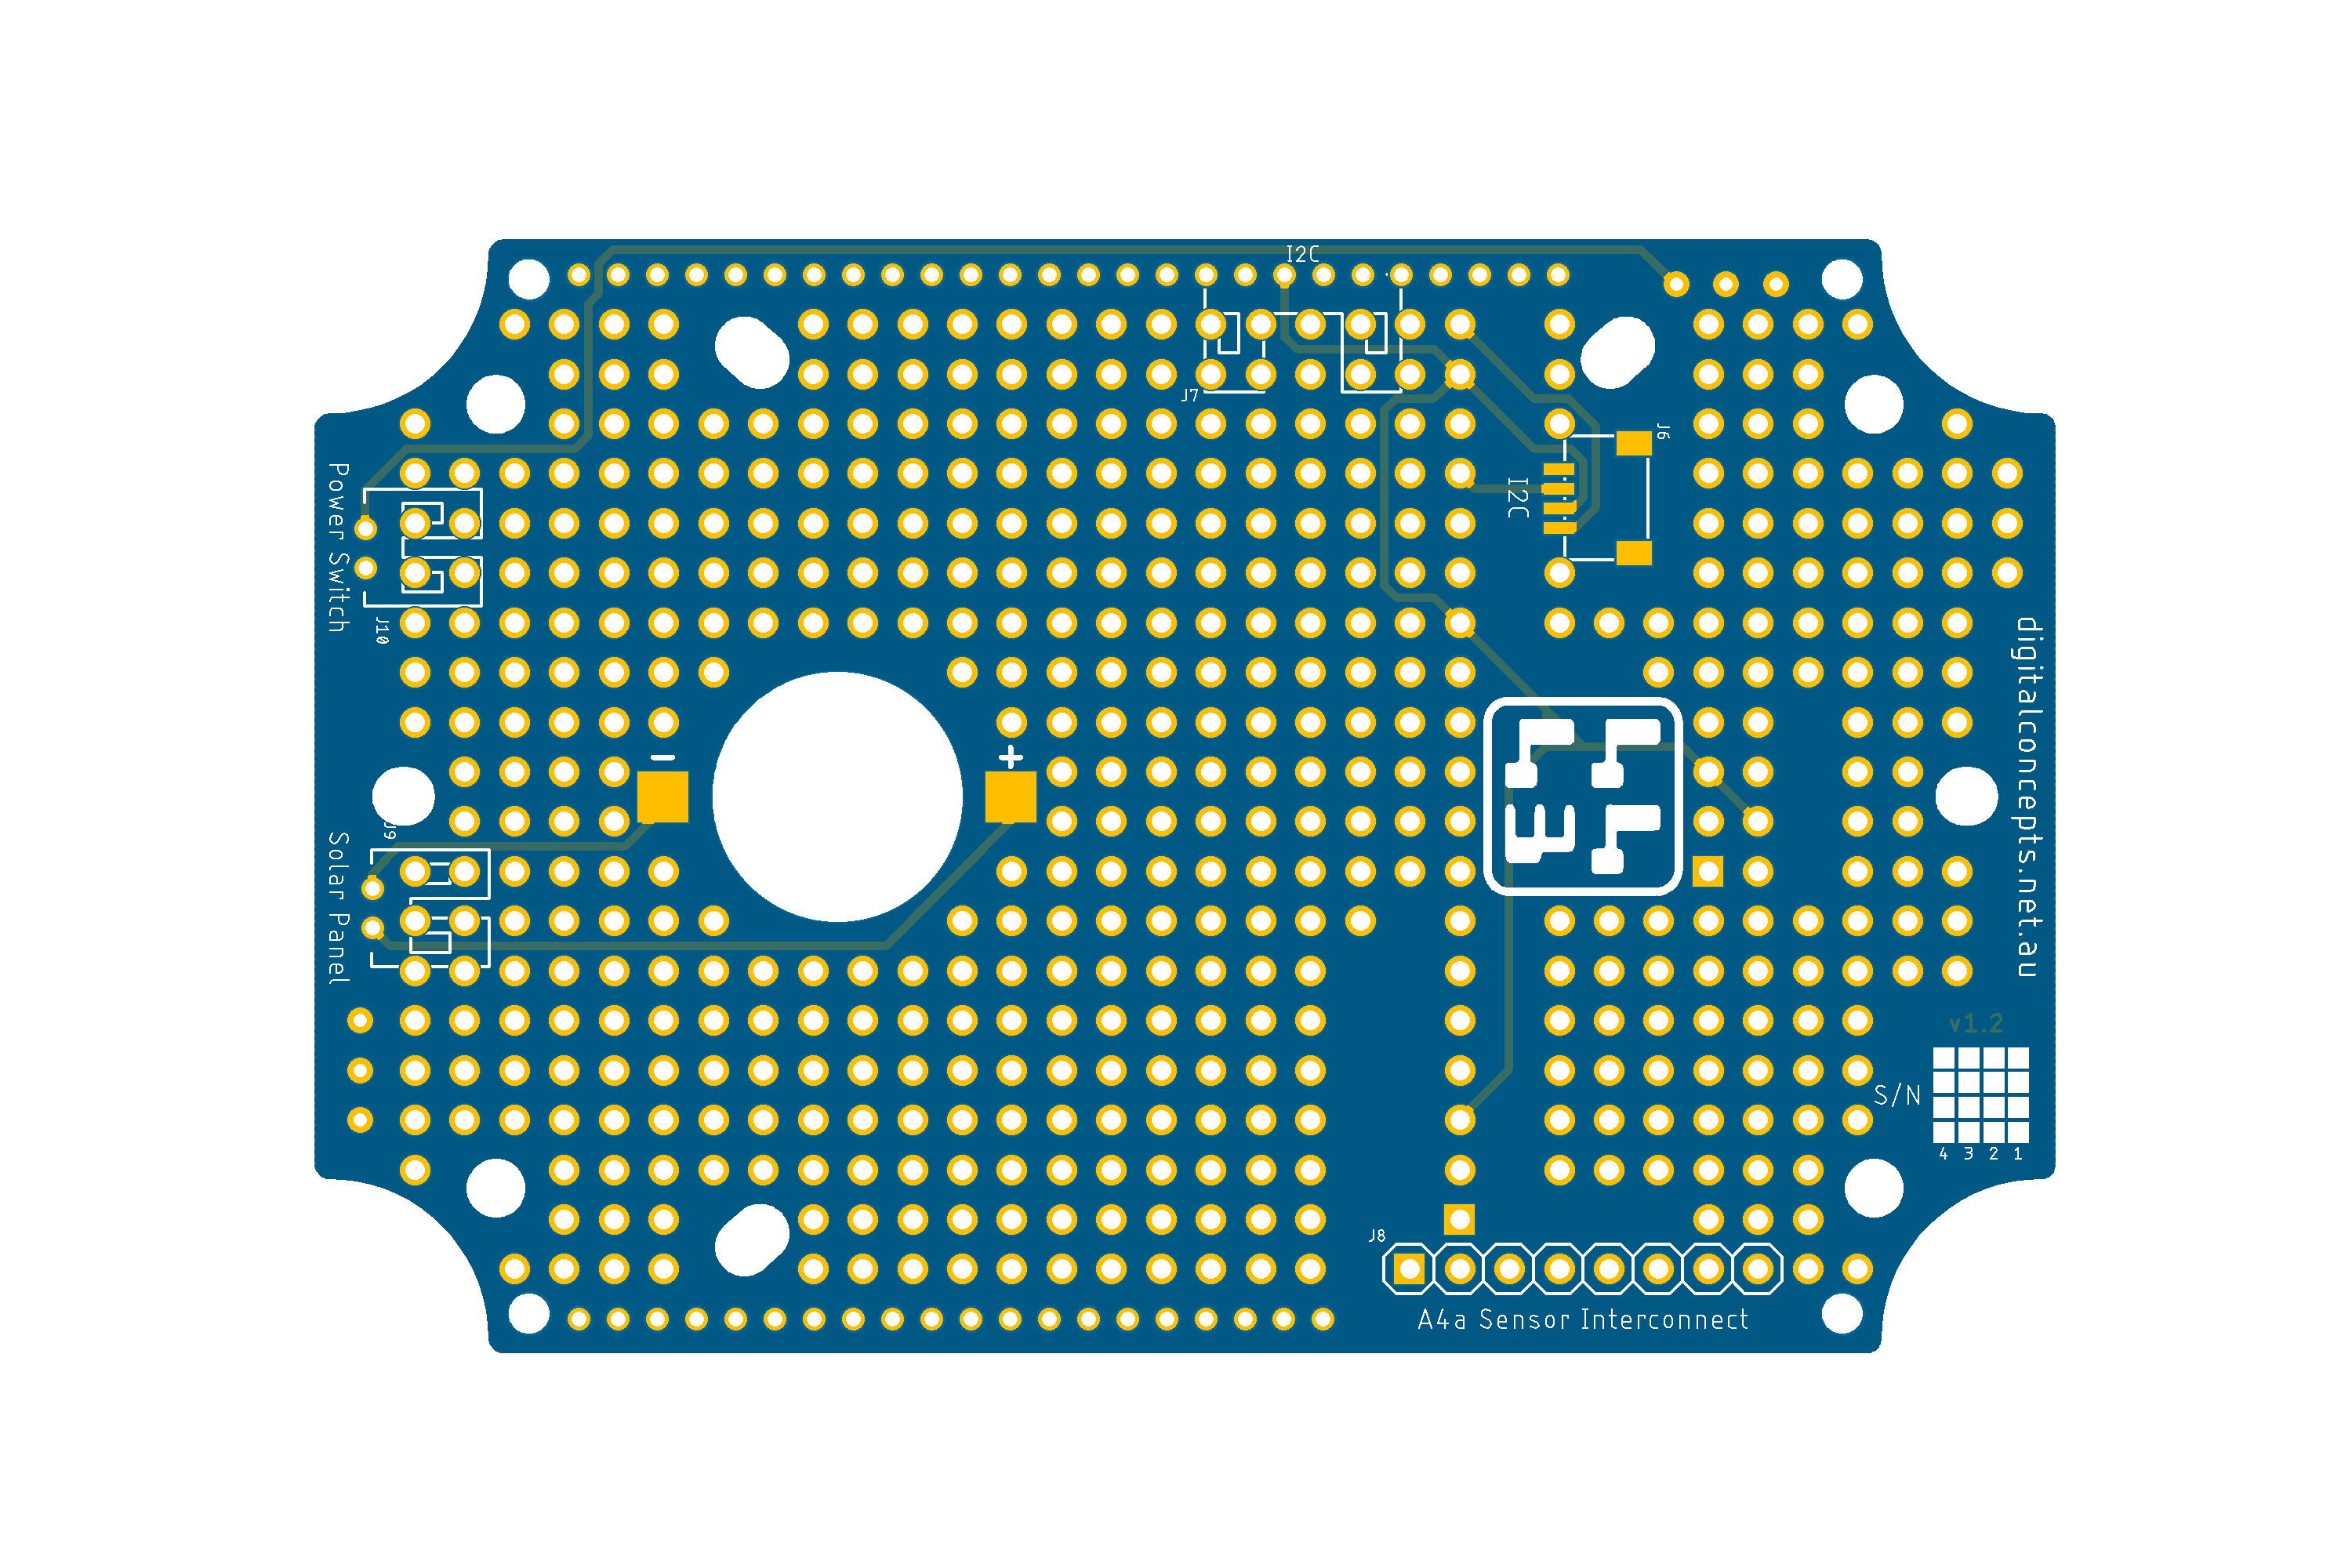 I2C
J7
J6
I2C
Power Switch
J10
digitalconcepts.net.au
-
+
J9
Solar Panel
v1.2
S/N
4 3 2 1
J8
A4a Sensor Interconnect